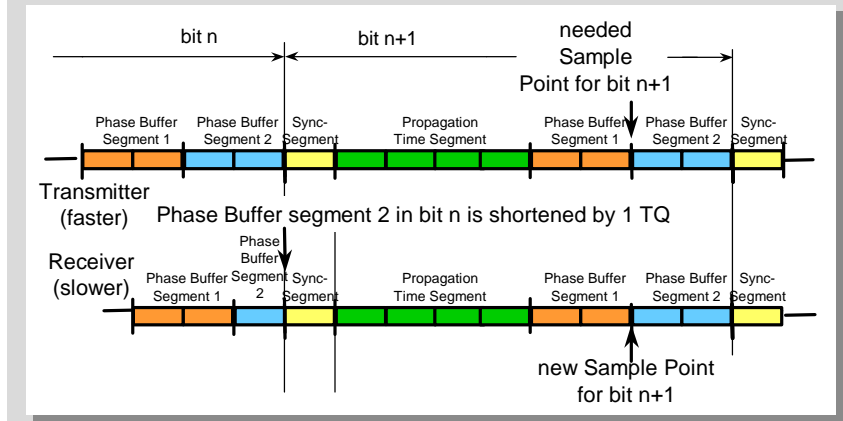 bit n
bit n+1
needed
Sample
Point for bit n+1
Phase Buffer
Segment 1
Phase Buffer
Segment 2
Sync-
Segment
Propagation
Time Segment
Phase Buffer
Segment 1
Phase Buffer
Segment 2
Sync-
Segment
Transmitter
(faster)
Phase Buffer segment 2 in bit n is shortened by 1 TQ
Receiver
(slower)
Phase Buffer
Segment 1
Phase
Buffer
Segment
2
Sync-
Segment
Propagation
Time Segment
Phase Buffer
Segment 1
Phase Buffer
Segment 2
Sync-
Segment
new Sample Point
for bit n+1